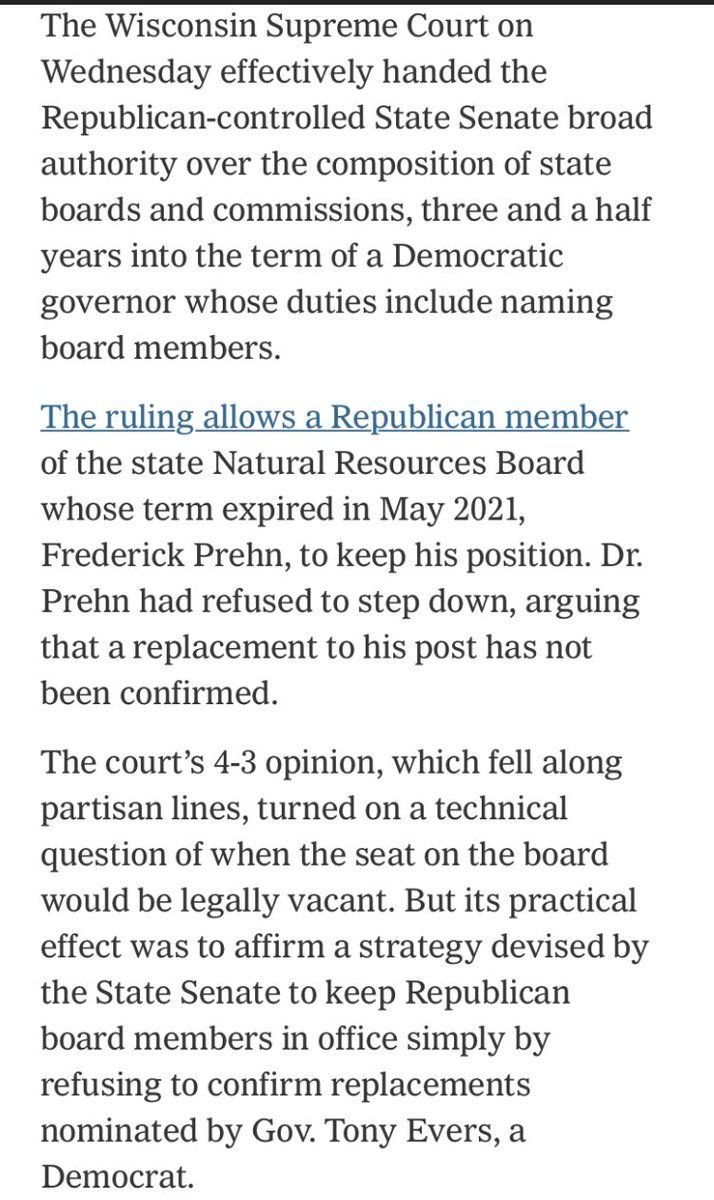 The Wisconsin Supreme Court on
Wednesday effectively handed the
Republican-controlled State Senate broad
authority over the composition of state
boards and commissions, three and a half
years into the term of a Democratic
governor whose duties include naming
board members.
The ruling allows a Republican member
of the state Natural Resources Board
whose term expired in May 2021,
Frederick Prehn, to keep his position. Dr.
Prehn had refused to step down, arguing
that a replacement to his post has not
been confirmed.
The court’s 4-3 opinion, which fell along
partisan lines, turned on a technical
question of when the seat on the board
would be legally vacant. But its practical
effect was to affirm a strategy devised by
the State Senate to keep Republican
board members in office simply by
refusing to confirm replacements
nominated by Gov. Tony Evers, a
Democrat.